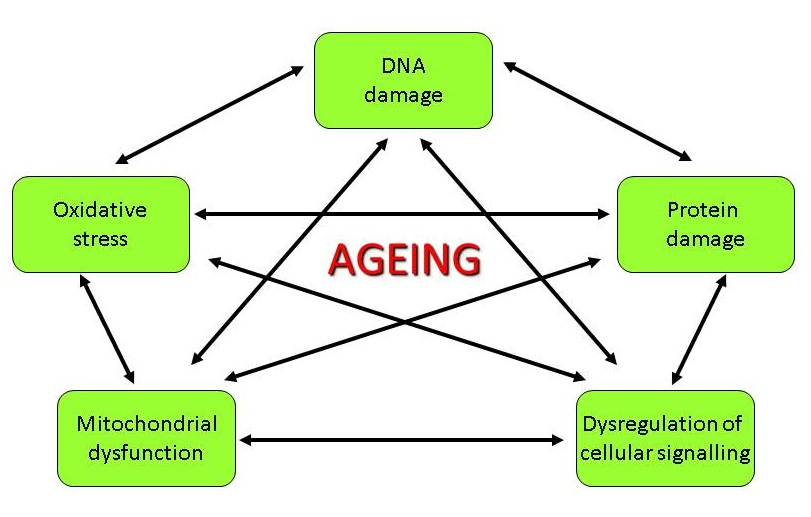 DNA
damage
Oxidative
stress
Protein
damage
AGEING
Mitochondrial
dysfunction
Dysregulation of
cellular signalling